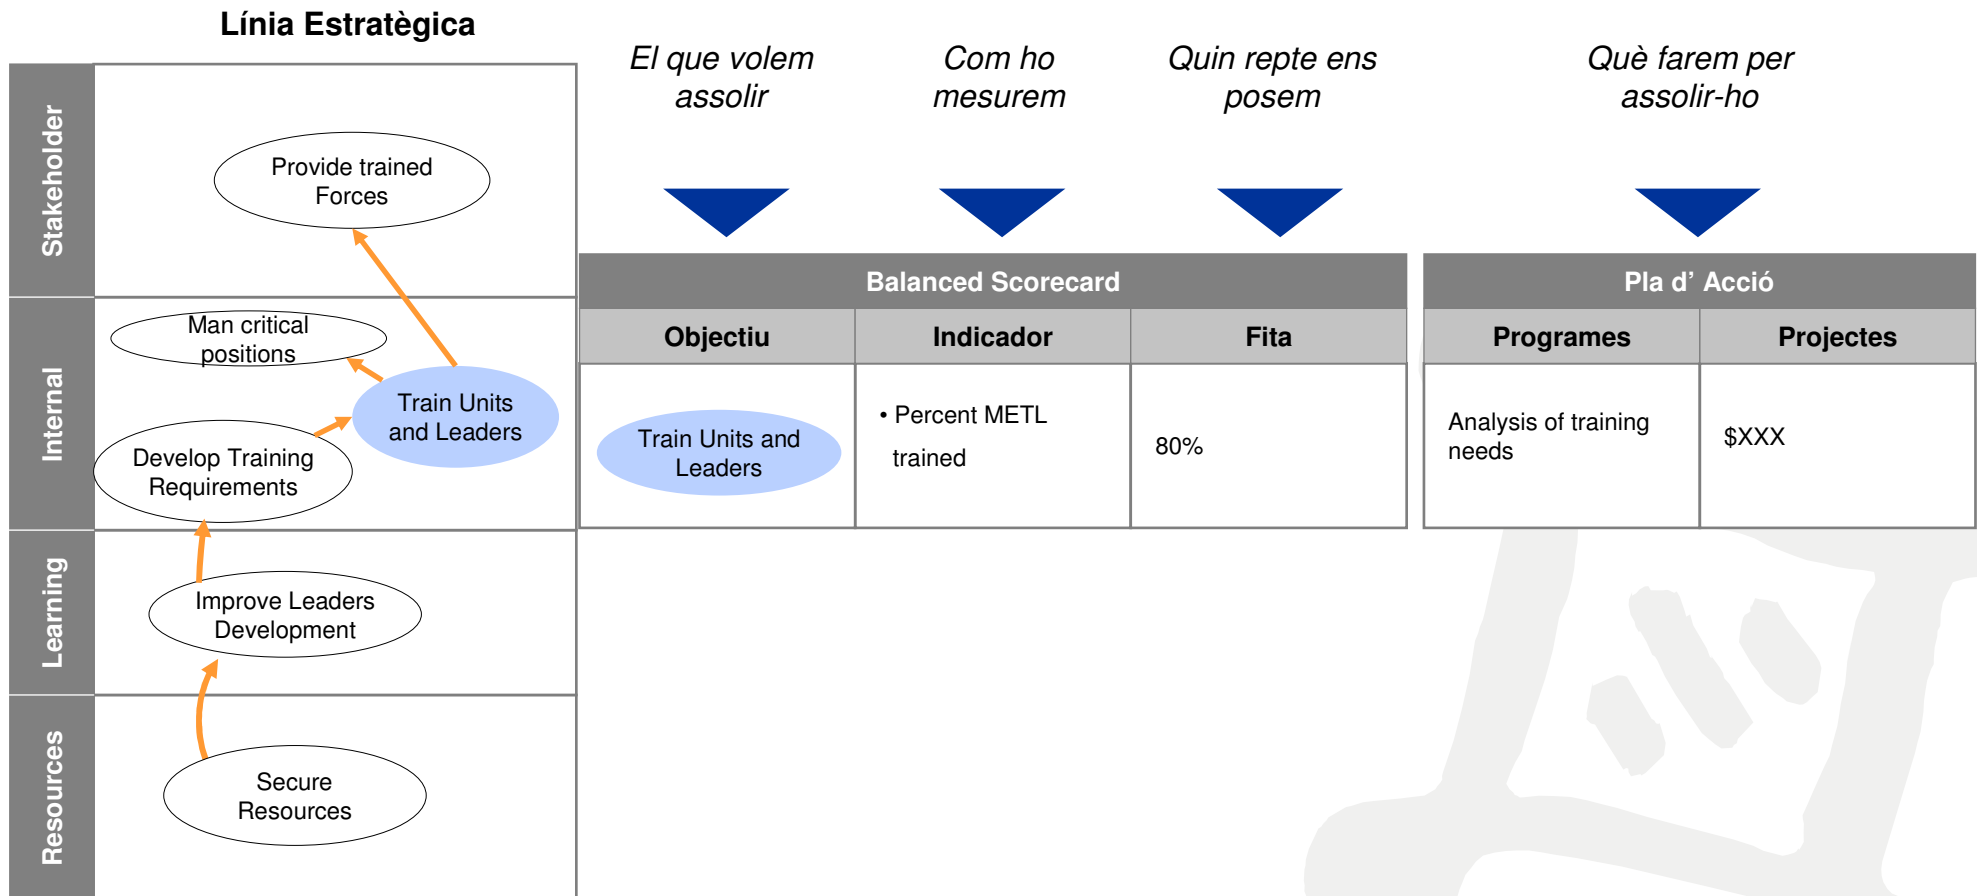 Línia Estratègica
El que volem
assolir
Com ho
mesurem
Quin repte ens
posem
Què farem per
assolir-ho
Stakeholder
Provide trained
Forces
Internal
Man critical
positions
Train Units
and Leaders
Develop Training
Requirements
Learning
Improve Leaders
Development
Resources
Secure
Resources
Balanced Scorecard
Objectiu
Indicador
Fita
Train Units and
Leaders
• Percent METL
trained
80%
Pla d’ Acció
Programes
Projectes
Analysis of training
needs
$XXX